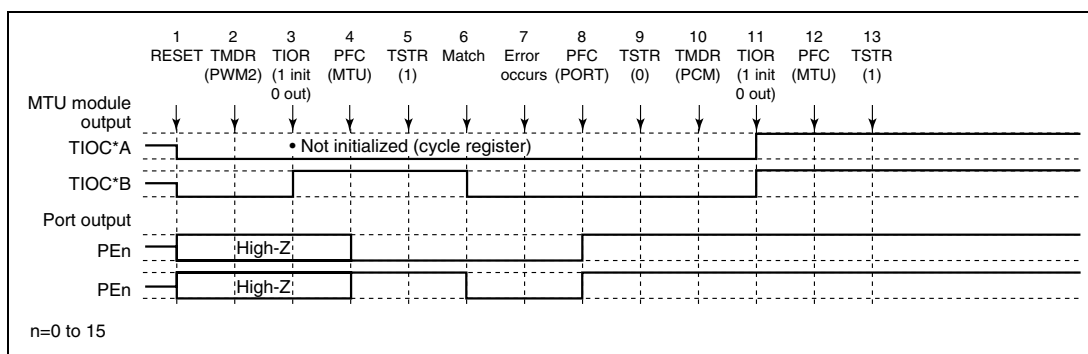 1 2 3 4 5 6 7 8 9 10 11 12 13
RESET TMDR TIOR PFC TSTR Match Error PFC TSTR TMDR TIOR PFC TSTR
(PWM2) (1 init (MTU) (1) occurs (PORT) (0) (PCM) (1 init (MTU) (1)
0 out) 0 out)
MTU module
output
TIOC*A • Not initialized (cycle register)
TIOC*B
Port output
PEn High-Z
PEn High-Z
n=0 to 15